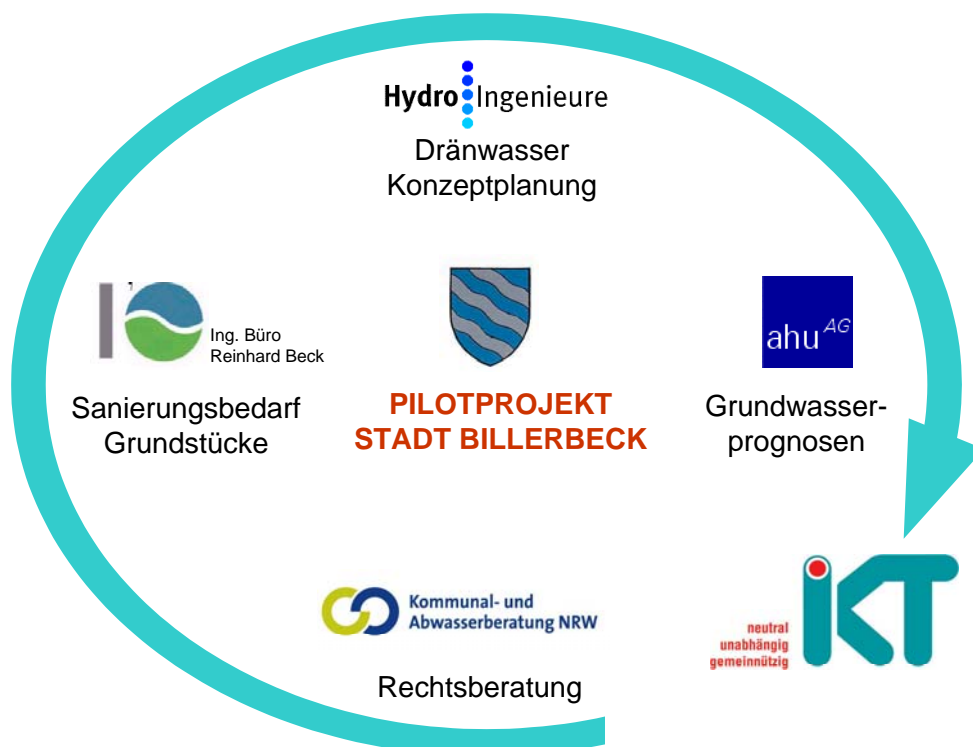 Hydro Ingenieure
Dränwasser
Konzeptplanung
Ing. Büro
Reinhard Beck
Sanierungsbedarf
Grundstücke
PILOTPROJEKT
STADT BILLERBECK
ahu AG
Grundwasser-
prognosen
Kommunal- und
Abwasserberatung NRW
Rechtsberatung
neutral
unabhängig
gemeinnützig
IKT